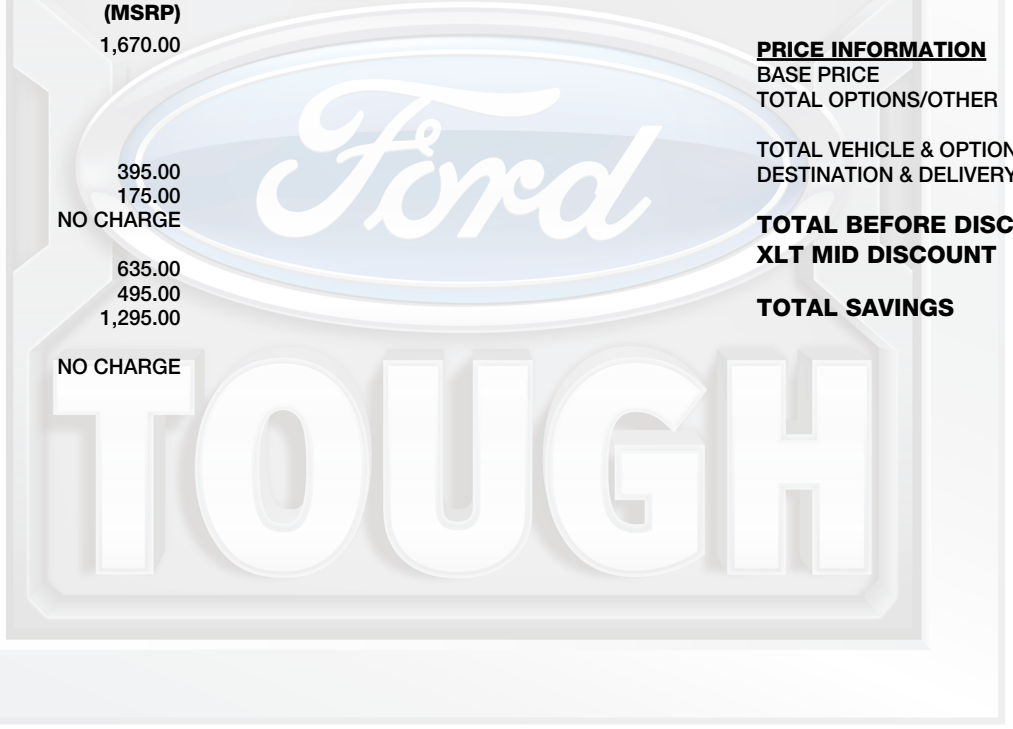 (MSRP)
1,670.00
395.00
175.00
NO CHARGE
635.00
495.00
1,295.00
NO CHARGE
PRICE INFORMATION
BASE PRICE
TOTAL OPTIONS/OTHER
TOTAL VEHICLE & OPTION
DESTINATION & DELIVERY
TOTAL BEFORE DISC
XLT MID DISCOUNT
TOTAL SAVINGS
Ford
TOUGH